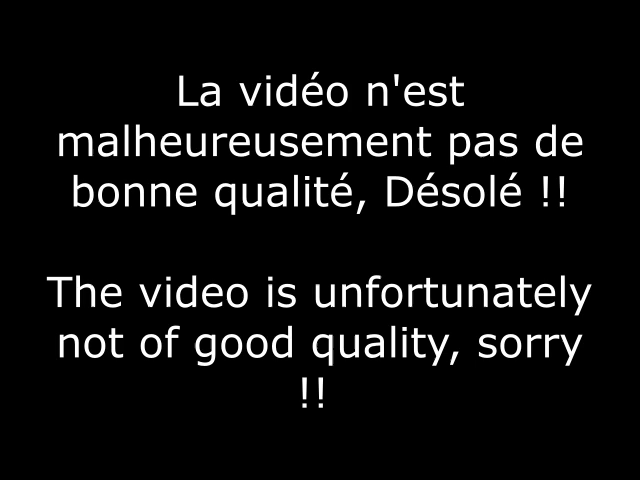 La vidéo n'est
malheureusement pas de
bonne qualité, Désolé !!
The video is unfortunately
not of good quality, sorry
!!